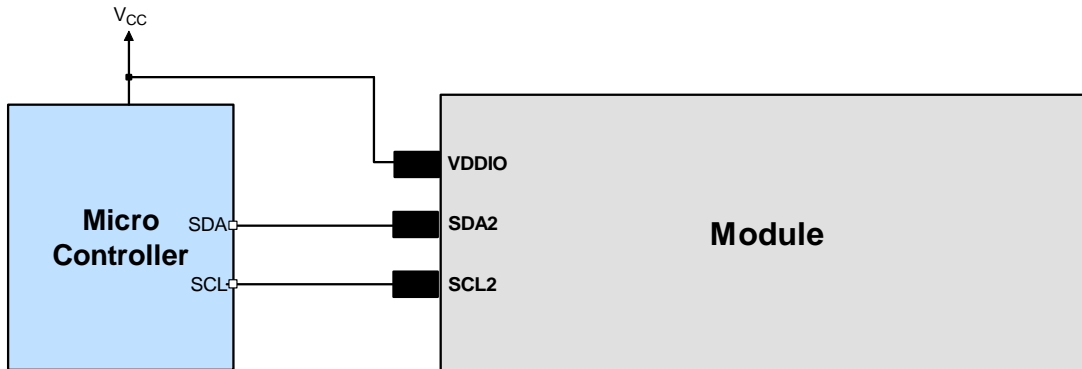 VCC
VDDIO
Micro
Controller
SDA
SDA2
Module
SCL
SCL2